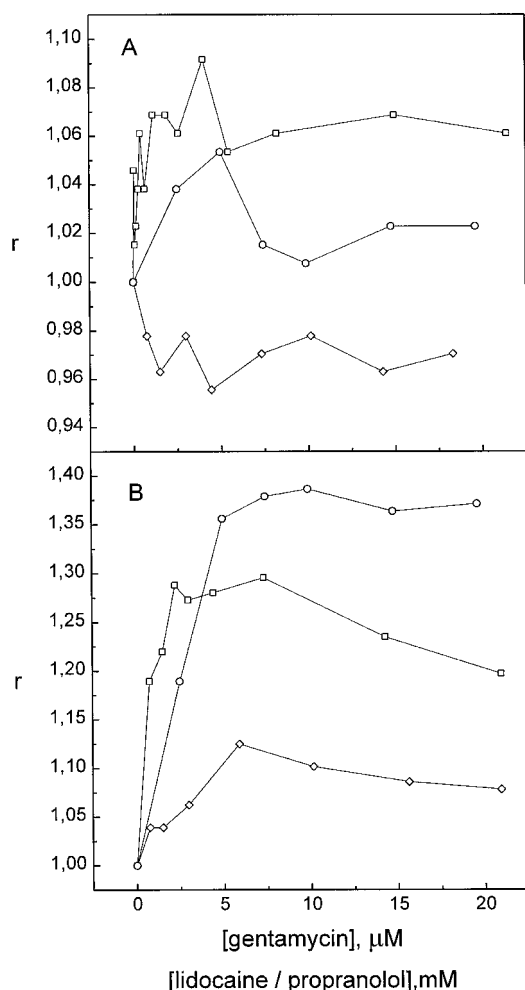 A
1,10
1,08
1,06
1,04
1,02
1,00
0,98
0,96
0,94
r
B
1,40
1,35
1,30
1,25
1,20
1,15
1,10
1,05
1,00
r
0 5 10 15 20
[gentamycin], μM
[lidocaine / propranolol],mM